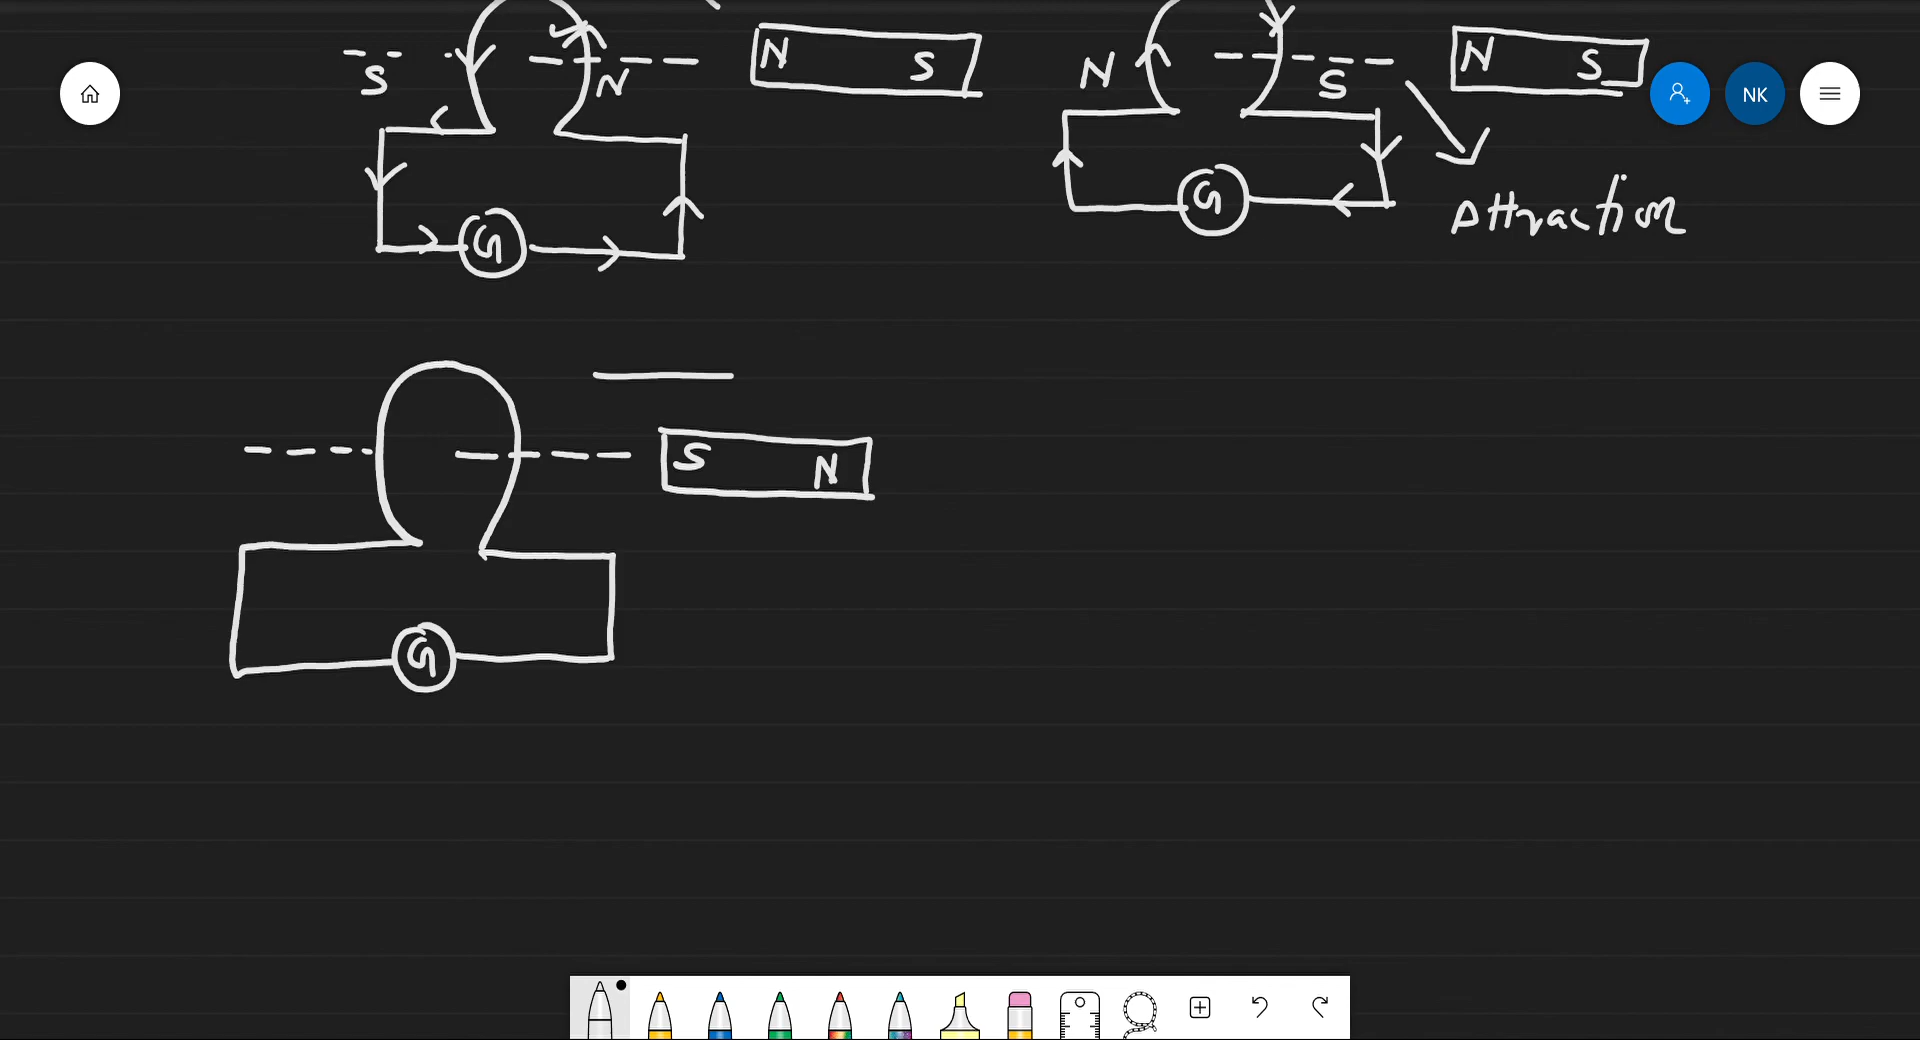 S N N S
G
N S N S
G
Attraction
NK
S N
G